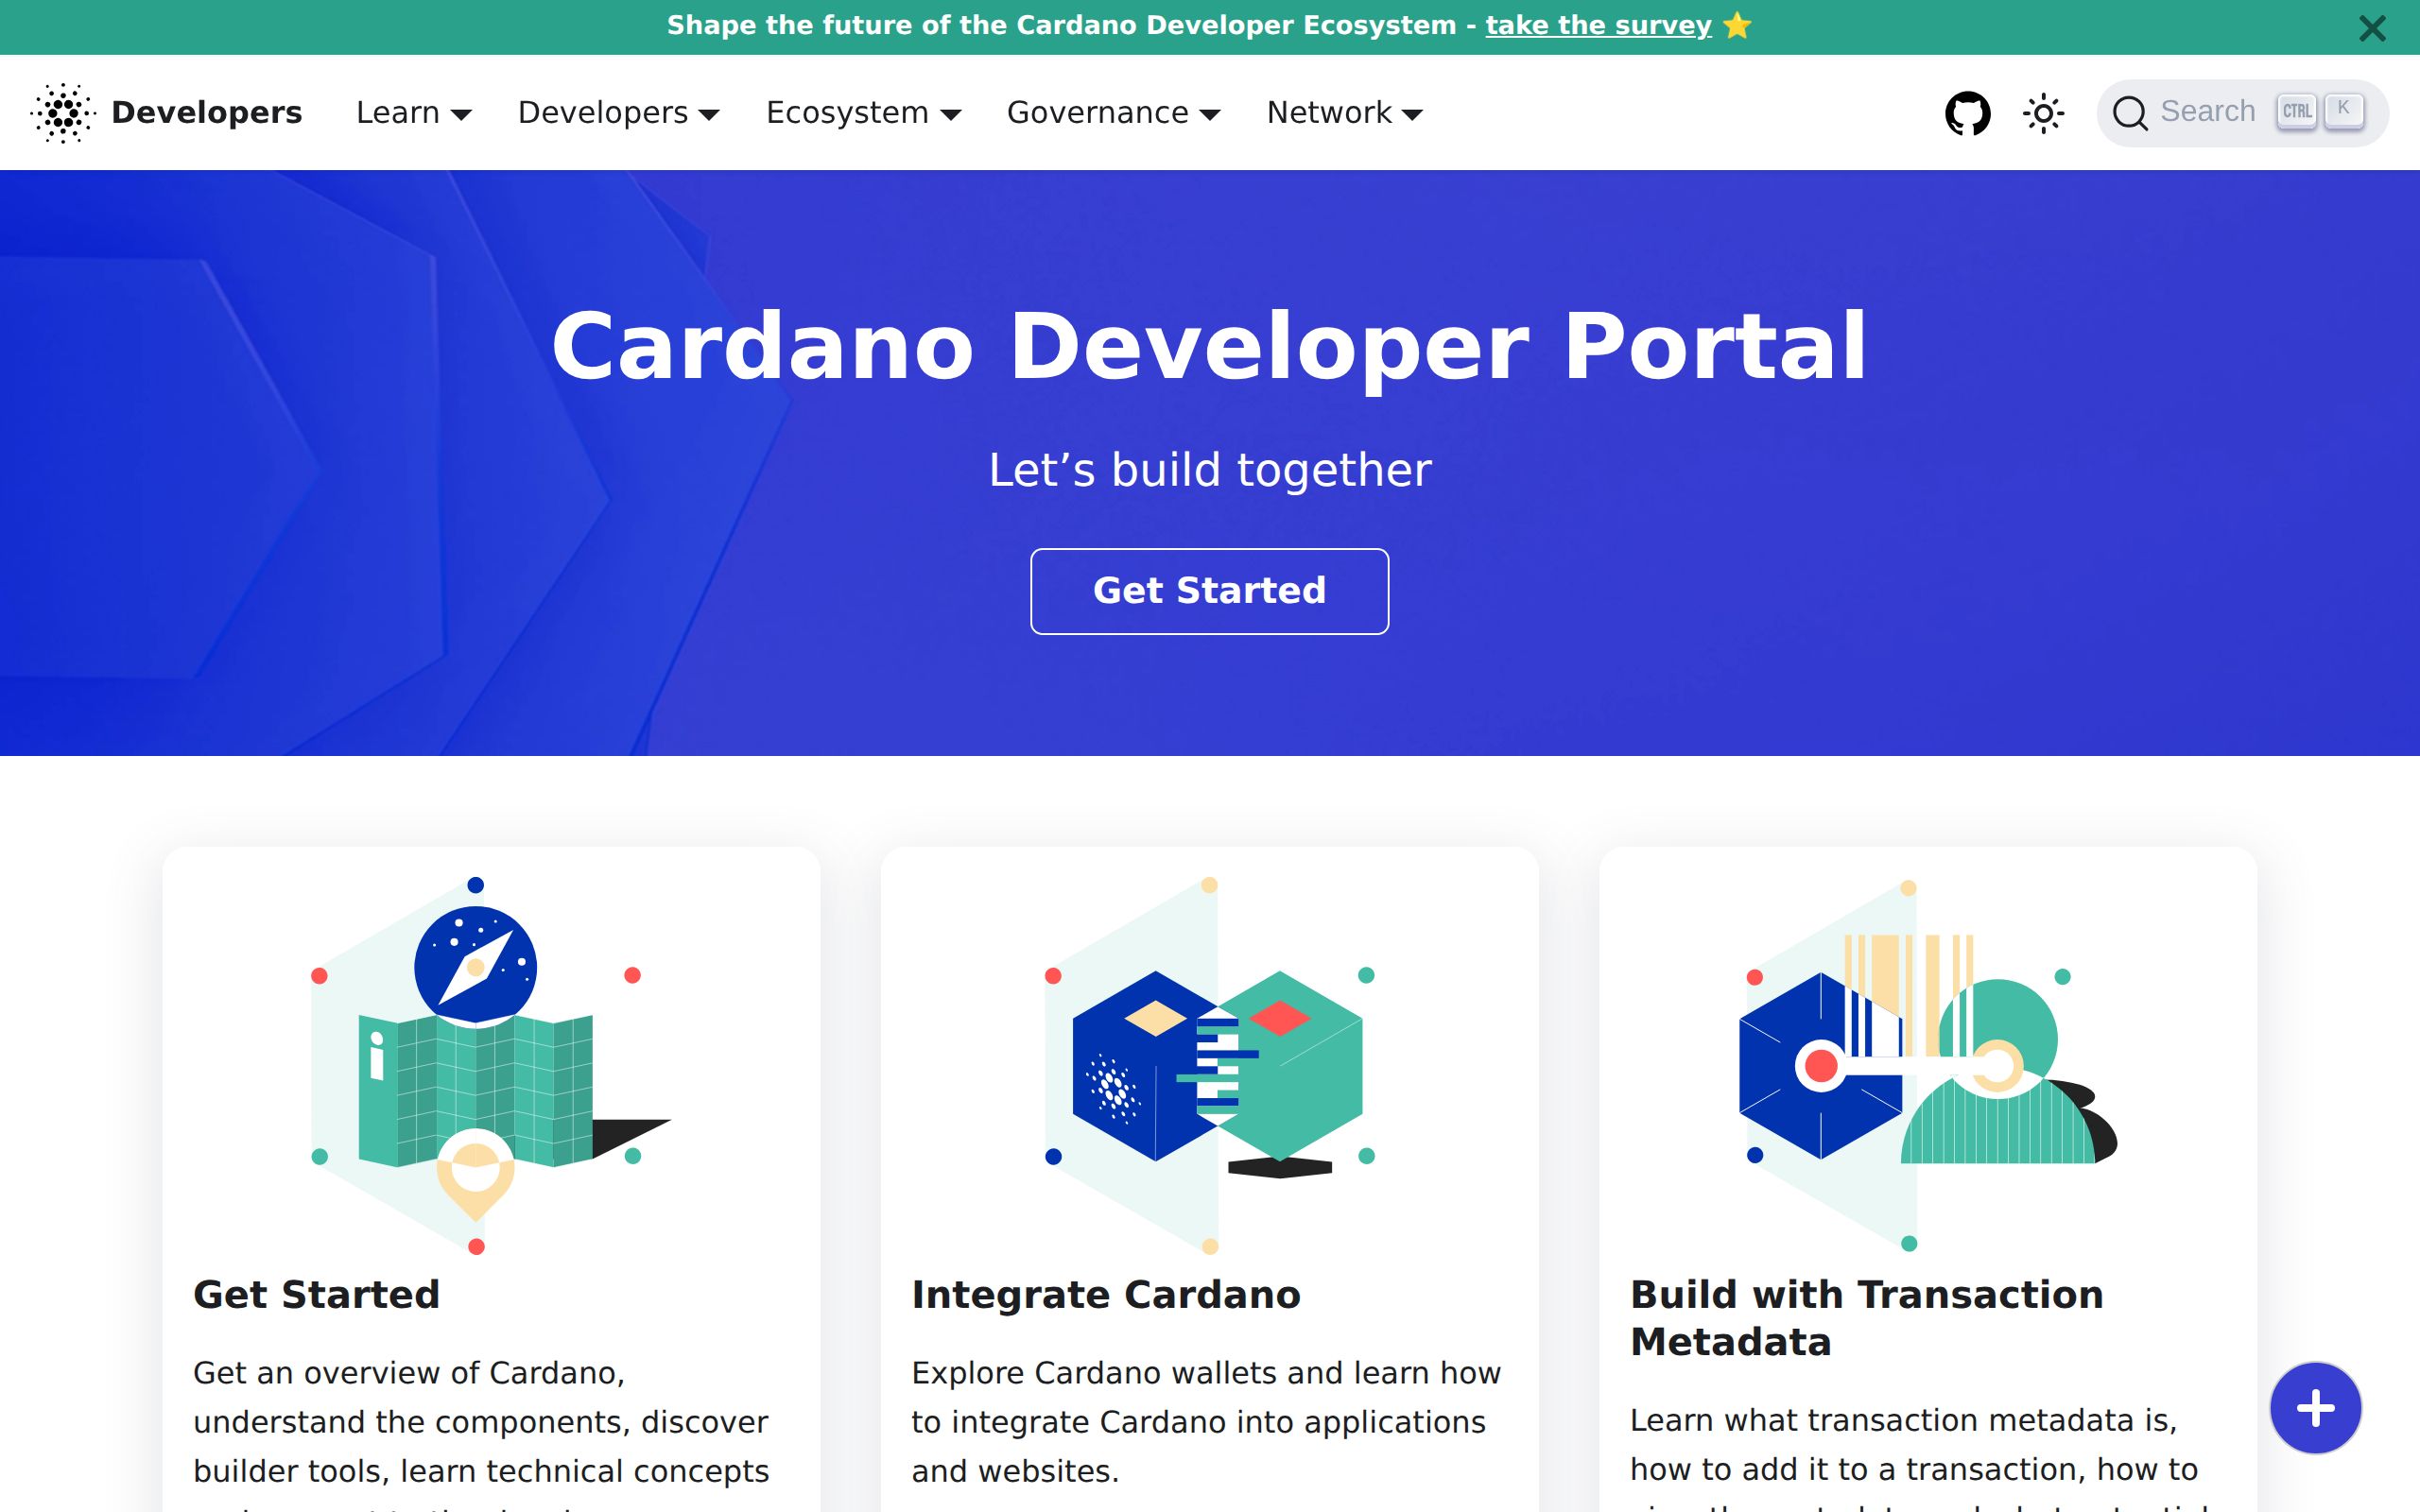 Shape the future of the Cardano Developer Ecosystem - take the survey ⭐
Developers Learn Developers Ecosystem Governance Network Search CTRL K
Cardano Developer Portal
Let’s build together
Get Started
Get Started
Get an overview of Cardano,
understand the components, discover
builder tools, learn technical concepts
Integrate Cardano
Explore Cardano wallets and learn how
to integrate Cardano into applications
and websites.
Build with Transaction
Metadata
Learn what transaction metadata is,
how to add it to a transaction, how to